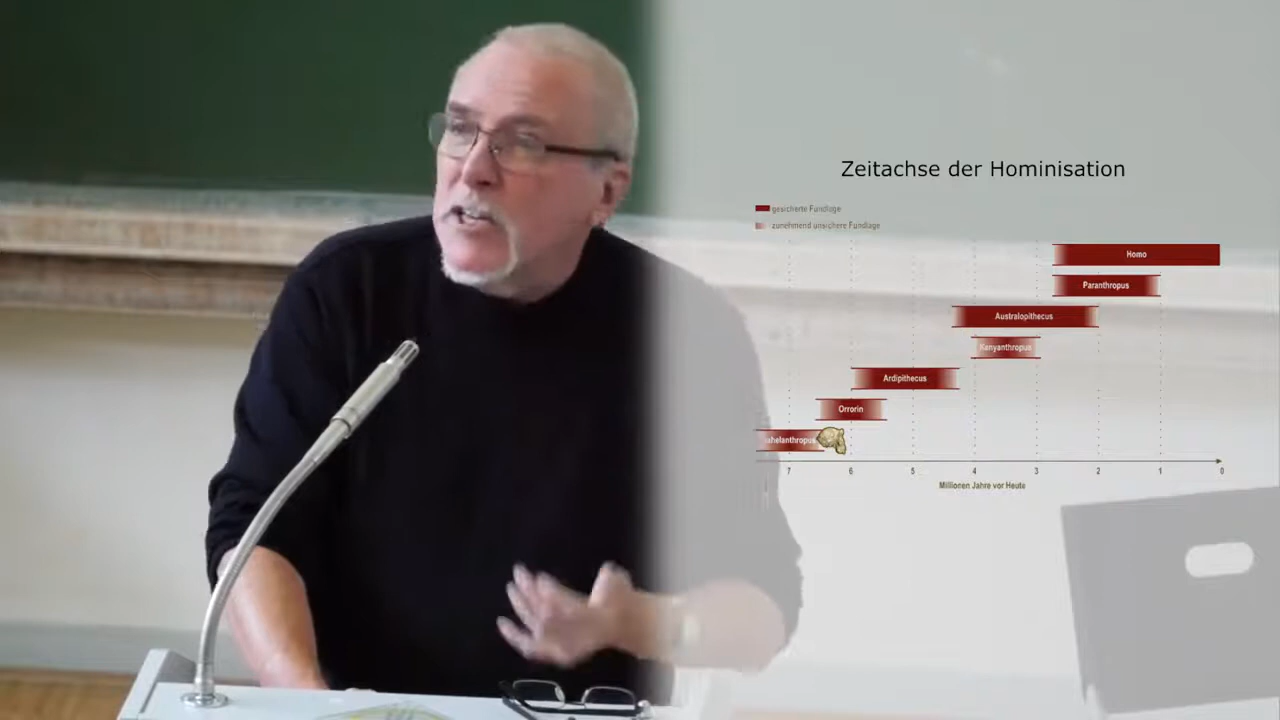 Zeitachse der Hominisation
gesicherte Fundlage
zunehmend unsichere Fundlage
Homo
Paranthropus
Australopithecus
Kenyanthropus
Ardipithecus
Orrorin
ahelanthropus
7 6 5 4 3 2 1 0
Millionen Jahre vor Heute